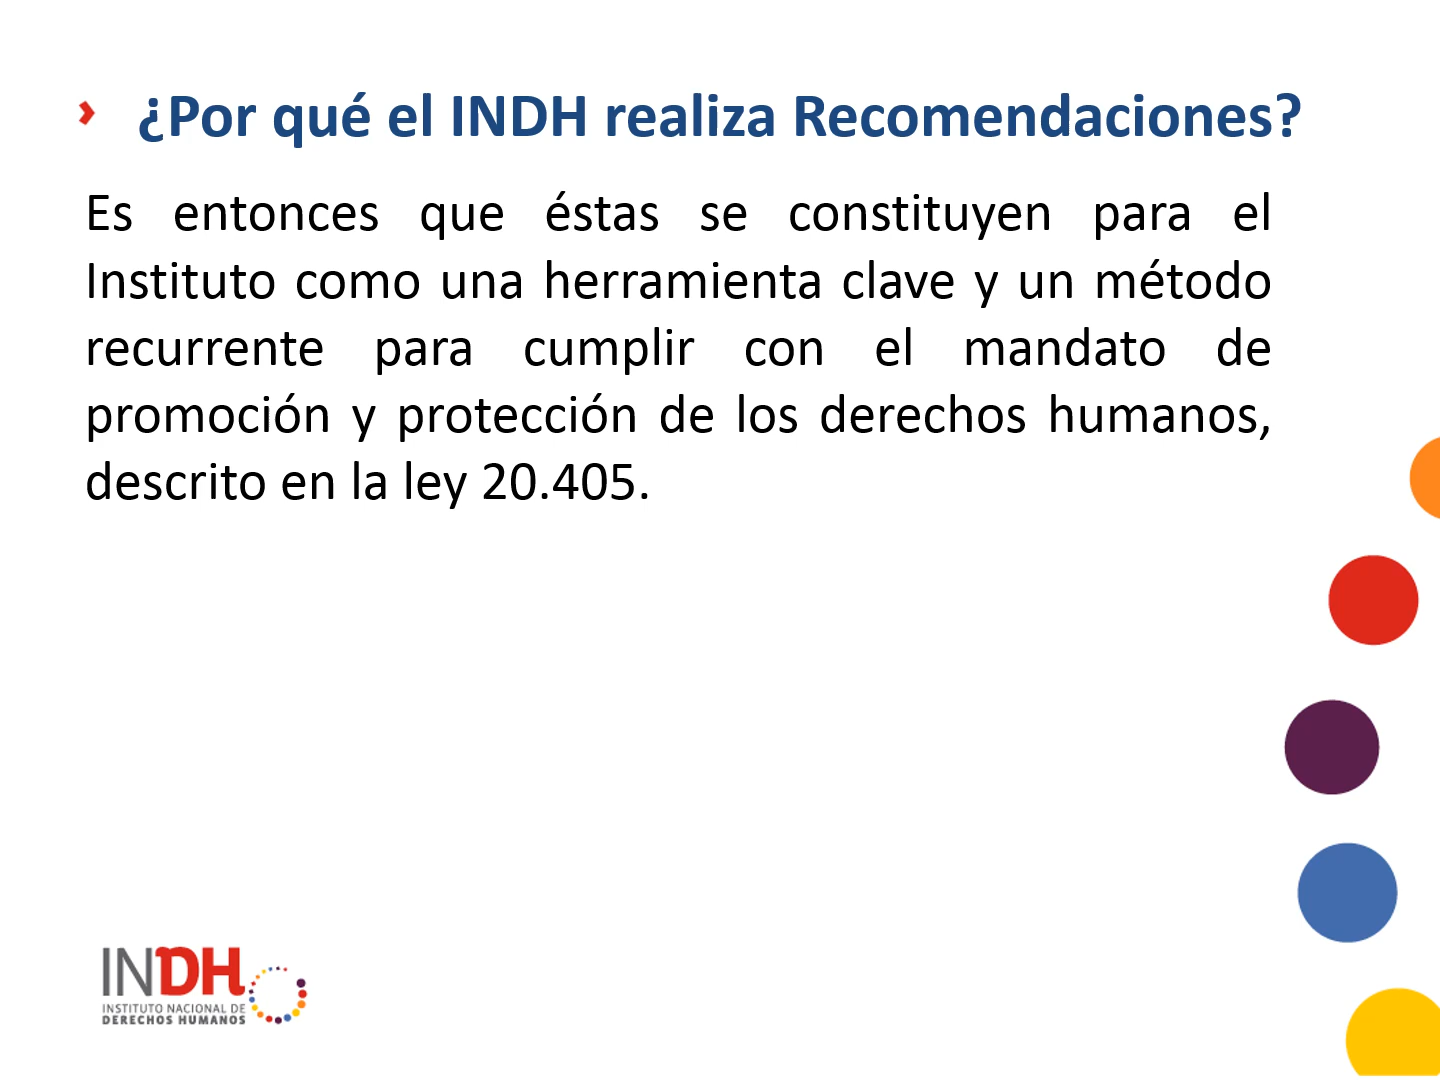 ¿Por qué el INDH realiza Recomendaciones?
Es entonces que éstas se constituyen para el
Instituto como una herramienta clave y un método
recurrente para cumplir con el mandato de
promoción y protección de los derechos humanos,
descrito en la ley 20.405.
INDH
INSTITUTO NACIONAL DE
DERECHOS HUMANOS